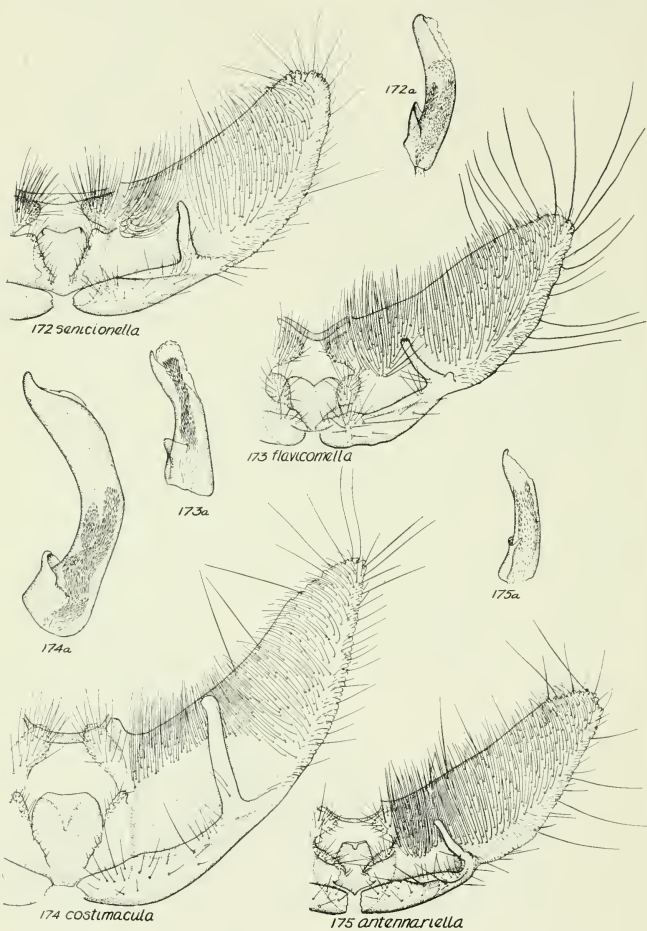 172a
172 senicionella
173 flavicomella
173a
174a
175a
174 costimacula
175 antennariella